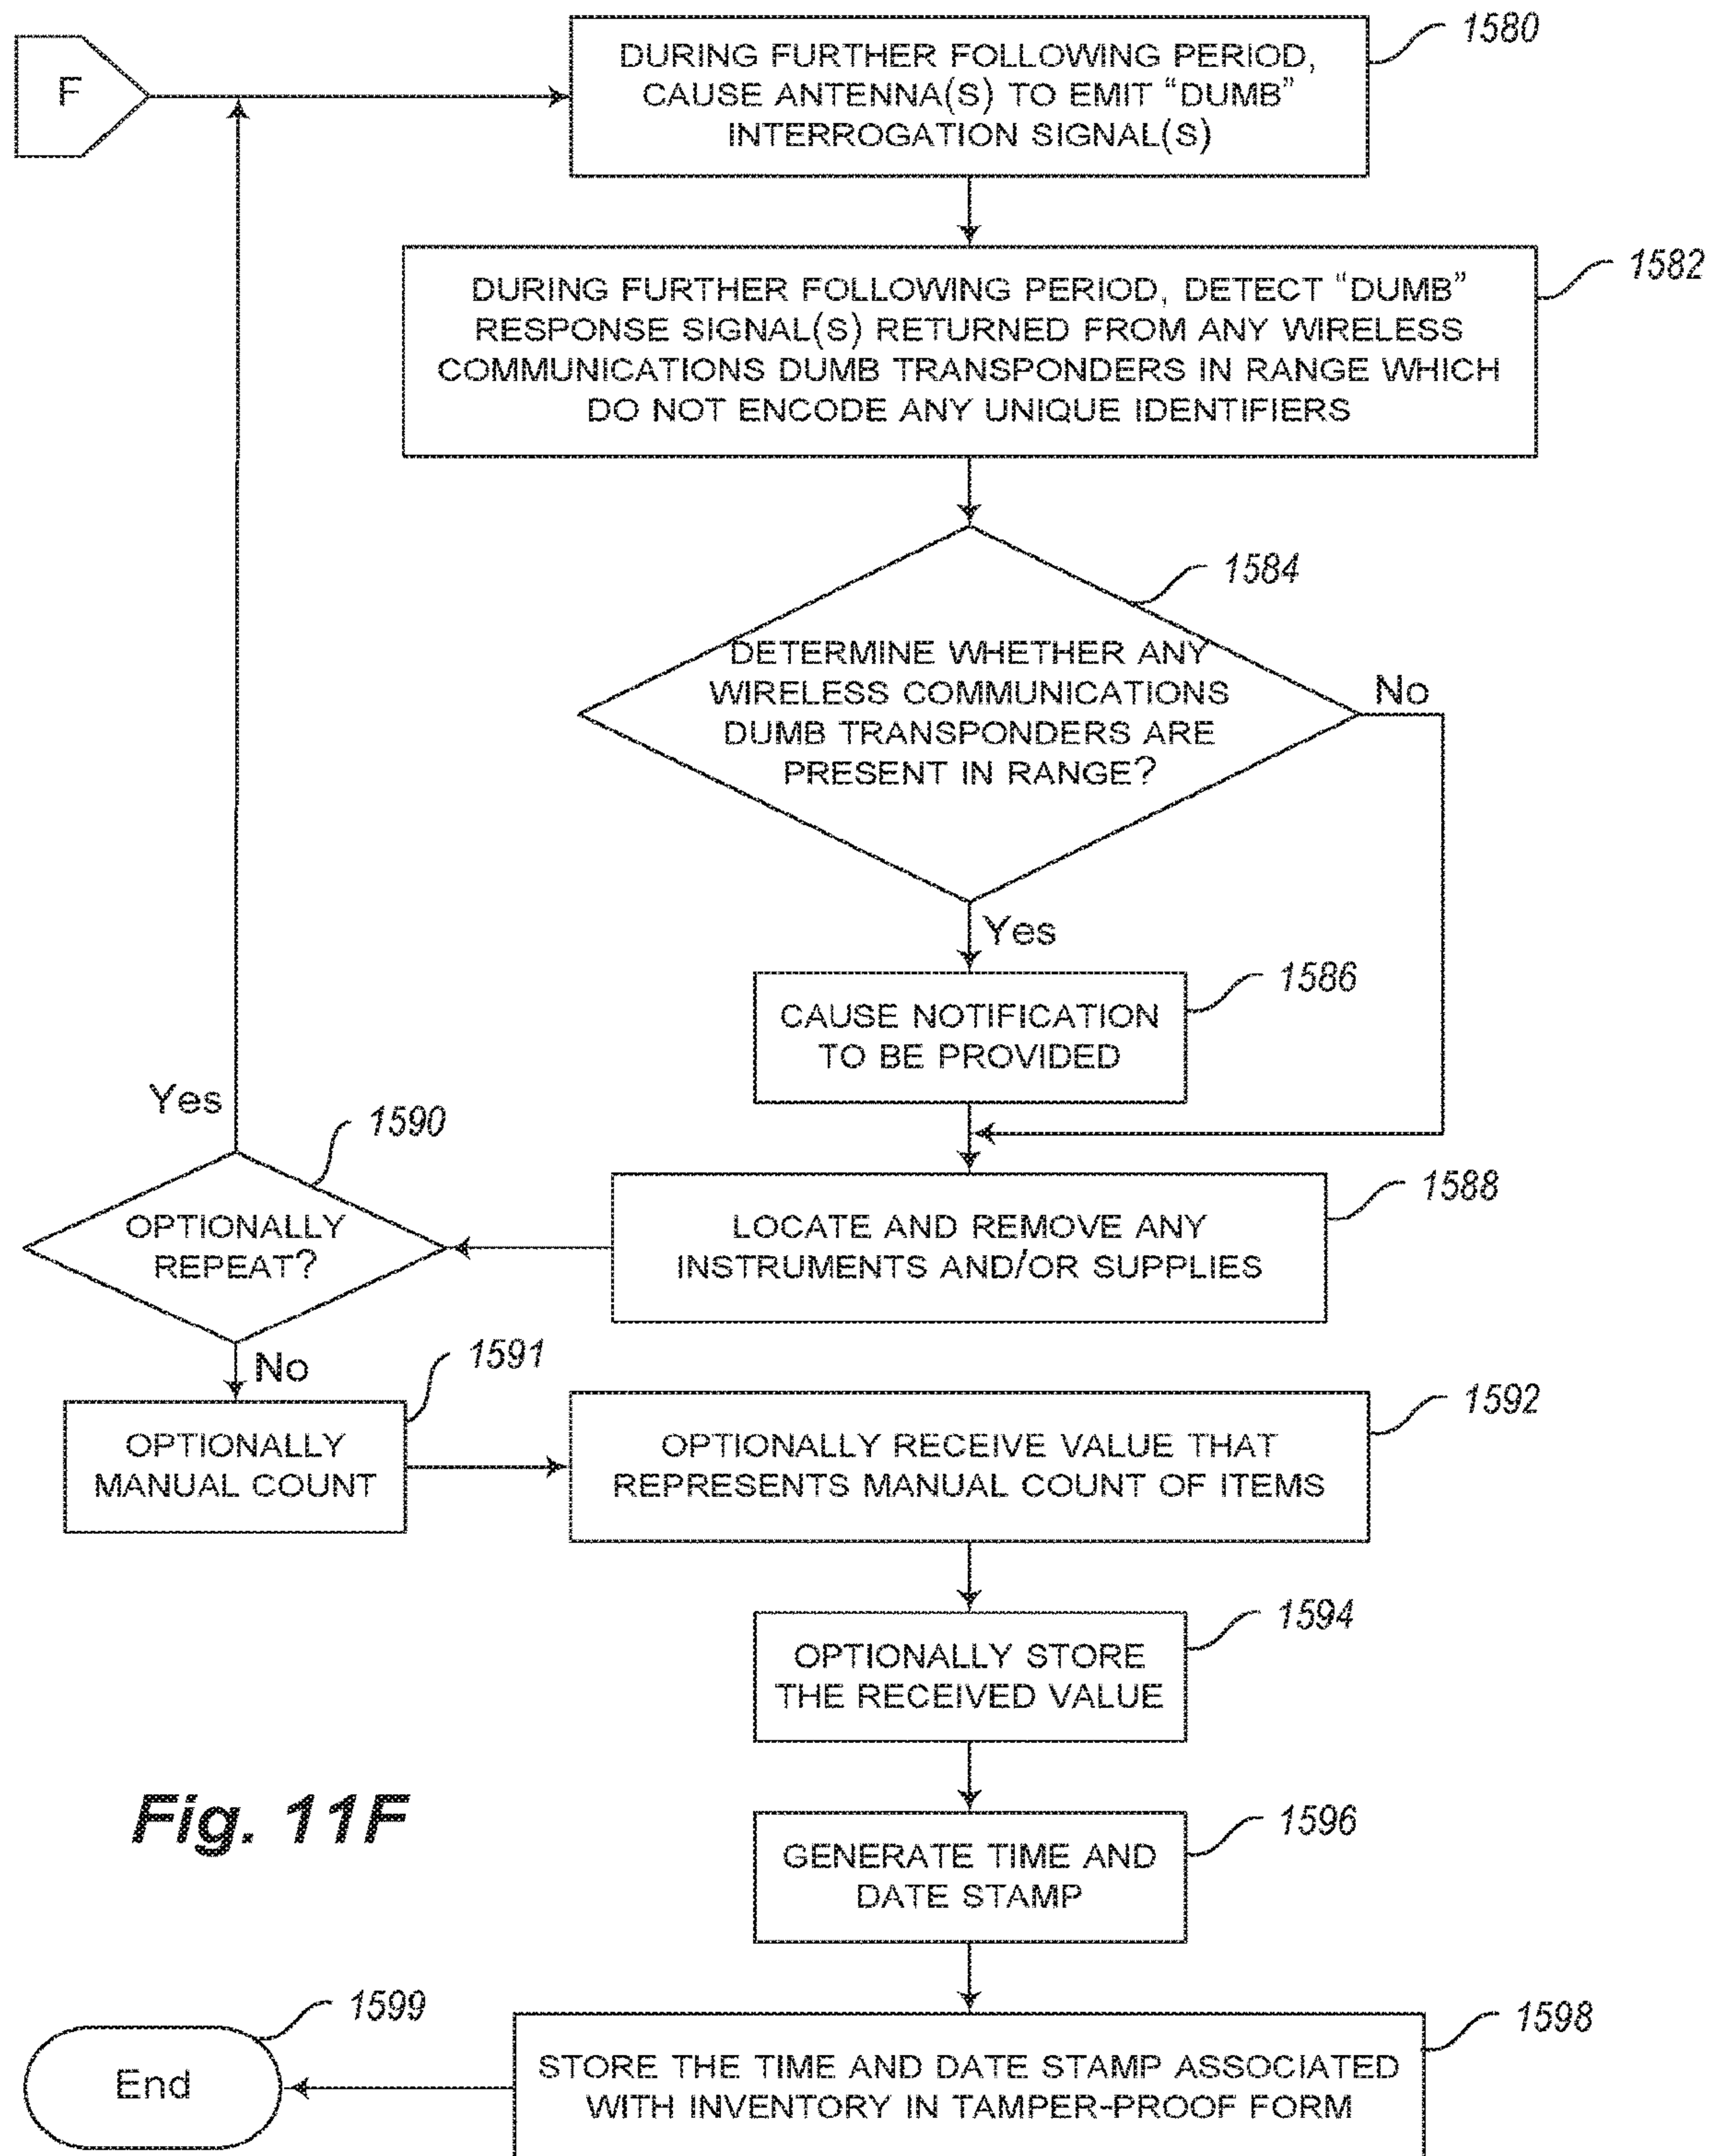 F
1580
DURING FURTHER FOLLOWING PERIOD,
CAUSE ANTENNA(S) TO EMIT “DUMB”
INTERROGATION SIGNAL(S)
1582
DURING FURTHER FOLLOWING PERIOD, DETECT “DUMB”
RESPONSE SIGNAL(S) RETURNED FROM ANY WIRELESS
COMMUNICATIONS DUMB TRANSPONDERS IN RANGE WHICH
DO NOT ENCODE ANY UNIQUE IDENTIFIERS
1584
DETERMINE WHETHER ANY
WIRELESS COMMUNICATIONS
DUMB TRANSPONDERS ARE
PRESENT IN RANGE?
No
Yes
1586
CAUSE NOTIFICATION
TO BE PROVIDED
Yes
1590
OPTIONALLY
REPEAT?
1588
LOCATE AND REMOVE ANY
INSTRUMENTS AND/OR SUPPLIES
No
1591
OPTIONALLY
MANUAL COUNT
1592
OPTIONALLY RECEIVE VALUE THAT
REPRESENTS MANUAL COUNT OF ITEMS
1594
OPTIONALLY STORE
THE RECEIVED VALUE
Fig. 11F
1596
GENERATE TIME AND
DATE STAMP
1598
STORE THE TIME AND DATE STAMP ASSOCIATED
WITH INVENTORY IN TAMPER-PROOF FORM
1599
End